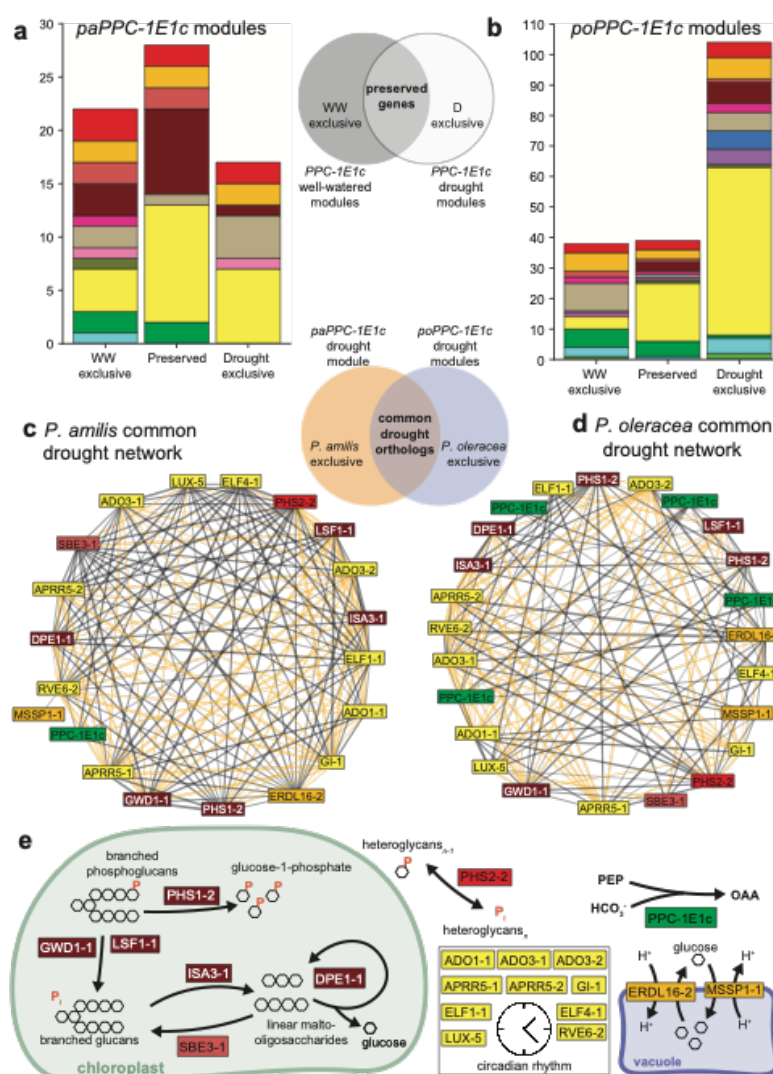 a
paPPC-1E1c modules
30
25
20
15
10
5
0
WW
exclusive
Preserved
Drought
exclusive
WW
exclusive
preserved
genes
D
exclusive
PPC-1E1c
well-watered
modules
PPC-1E1c
drought
modules
b
poPPC-1E1c modules
110
100
90
80
70
60
50
40
30
20
10
0
WW
exclusive
Preserved
Drought
exclusive
paPPC-1E1c
drought
module
poPPC-1E1c
drought
modules
P. amilis
exclusive
common
drought
orthologs
P. oleracea
exclusive
c P. amilis common
drought network
LUX-5
ELF4-1
ADO3-1
PHS2-2
SBE3-1
LSF1-1
ADO3-2
APRR5-2
ISA3-1
DPE1-1
ELF1-1
RVE6-2
MSSP1-1
ADO1-1
PPC-1E1c
APRR5-1
GI-1
GWD1-1
PHS1-2
ERDL16-2
d P. oleracea common
drought network
PHS1-2
ADO3-2
ELF1-1
PPC-1E1c
PPC-1E1c
DPE1-1
LSF1-1
ISA3-1
PHS1-2
APRR5-2
PPC-1E1c
RVE6-2
ERDL16-
ADO3-1
ELF4-1
PPC-1E1c
MSSP1-1
ADO1-1
GI-1
LUX-5
PHS2-2
GWD1-1
SBE3-1
APRR5-1
e
branched
phosphoglucans
P
PHS1-2
glucose-1-phosphate
P
P
P
GWD1-1
LSF1-1
Pi
branched glucans
ISA3-1
SBE3-1
linear malto-
oligosaccharides
DPE1-1
glucose
chloroplast
heteroglycans n-1
P
PHS2-2
Pi
heteroglycans n
PEP
HCO3-
OAA
PPC-1E1c
ADO1-1 ADO3-1 ADO3-2
APRR5-1 APRR5-2 GI-1
ELF1-1
ELF4-1
LUX-5
RVE6-2
circadian rhythm
H+
glucose
H+
ERDL16-2
MSSP1-1
H+
H+
vacuole